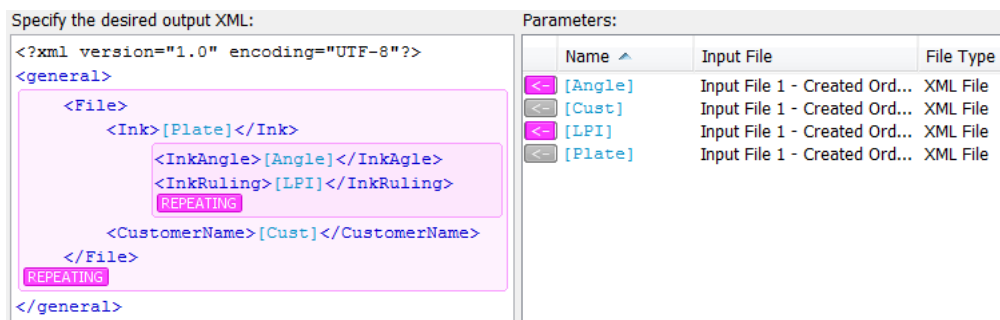 Specify the desired output XML:
<?xml version="1.0" encoding="UTF-8"?>
<general>
<File>
<Ink>[Plate]</Ink>
<InkAngle>[Angle]</InkAgle>
<InkRuling>[LPI]</InkRuling>
REPEATING
<CustomerName>[Cust]</CustomerName>
</File>
REPEATING
</general>
Parameters:
Name Input File File Type
<- [Angle] Input File 1 - Created Ord... XML File
<- [Cust] Input File 1 - Created Ord... XML File
<- [LPI] Input File 1 - Created Ord... XML File
<- [Plate] Input File 1 - Created Ord... XML File